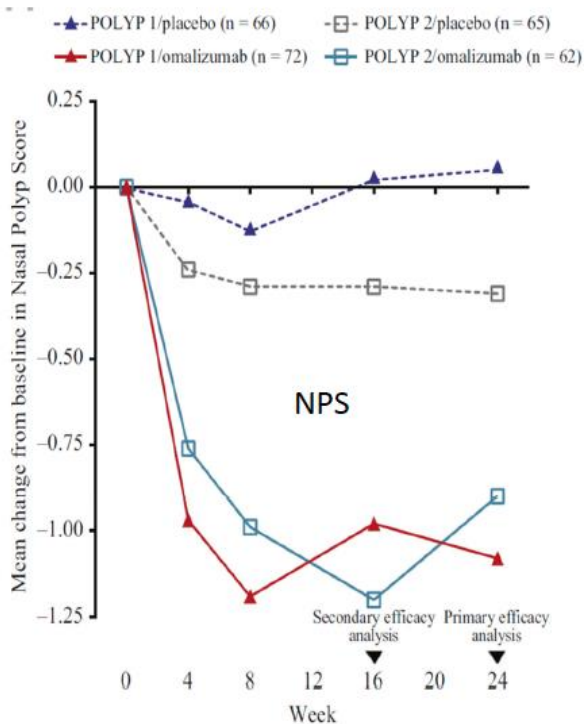 POLYP 1/placebo (n = 66) POLYP 2/placebo (n = 65)
POLYP 1/omalizumab (n = 72) POLYP 2/omalizumab (n = 62)
Mean change from baseline in Nasal Polyp Score
0.25
0.00
−0.25
−0.50
−0.75
−1.00
−1.25
NPS
Secondary efficacy analysis
Primary efficacy analysis
0 4 8 12 16 20 24
Week